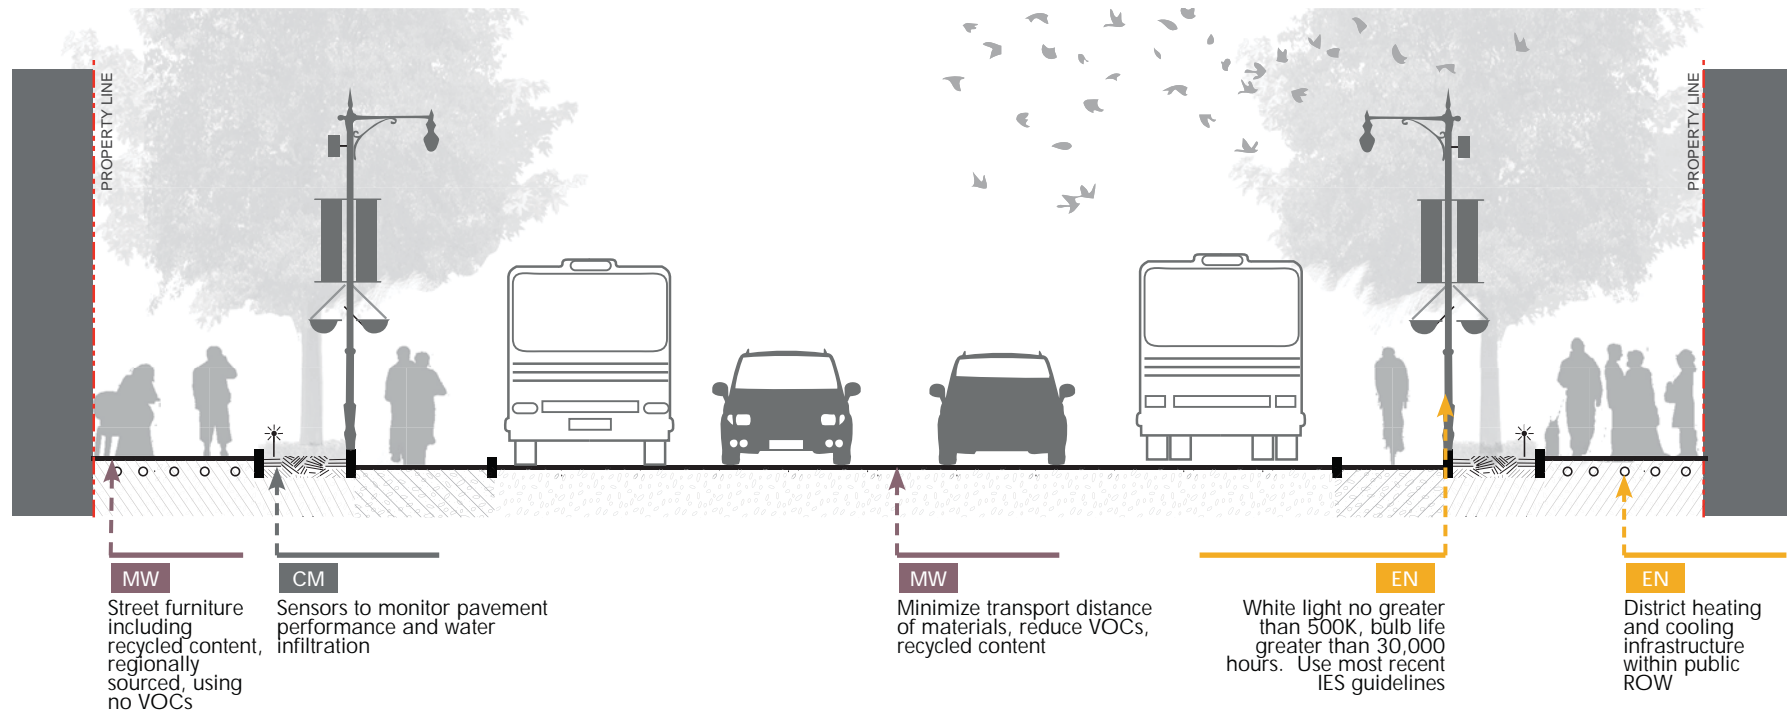 PROPERTY LINE
PROPERTY LINE
MW
Street furniture
including
recycled content,
regionally
sourced, using
no VOCs
CM
Sensors to monitor pavement
performance and water
infiltration
MW
Minimize transport distance
of materials, reduce VOCs,
recycled content
EN
White light no greater
than 500K, bulb life
greater than 30,000
hours. Use most recent
IES guidelines
EN
District heating
and cooling
infrastructure
within public
ROW